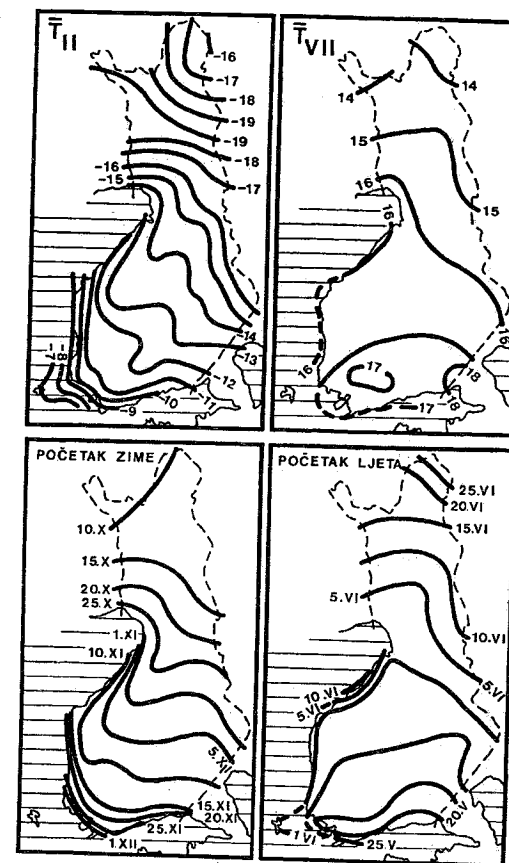 T̅II
-16
-17
-18
-19
-19
-18
-17
-16
-15
-14
-13
-12
-11
-10
-9
-8
-7
T̅VII
14
14
15
15
16
16
16
16
17
17
18
18
POČETAK ZIME
10.X
15.X
20.X
25.X
1.XI
10.XI
5.XII
15.XI
20.XI
25.XI
1.XII
POČETAK LJETA
25.VI
20.VI
15.VI
10.VI
5.VI
5.VI
10.VI
5.VI
20.V
1.VI
25.V